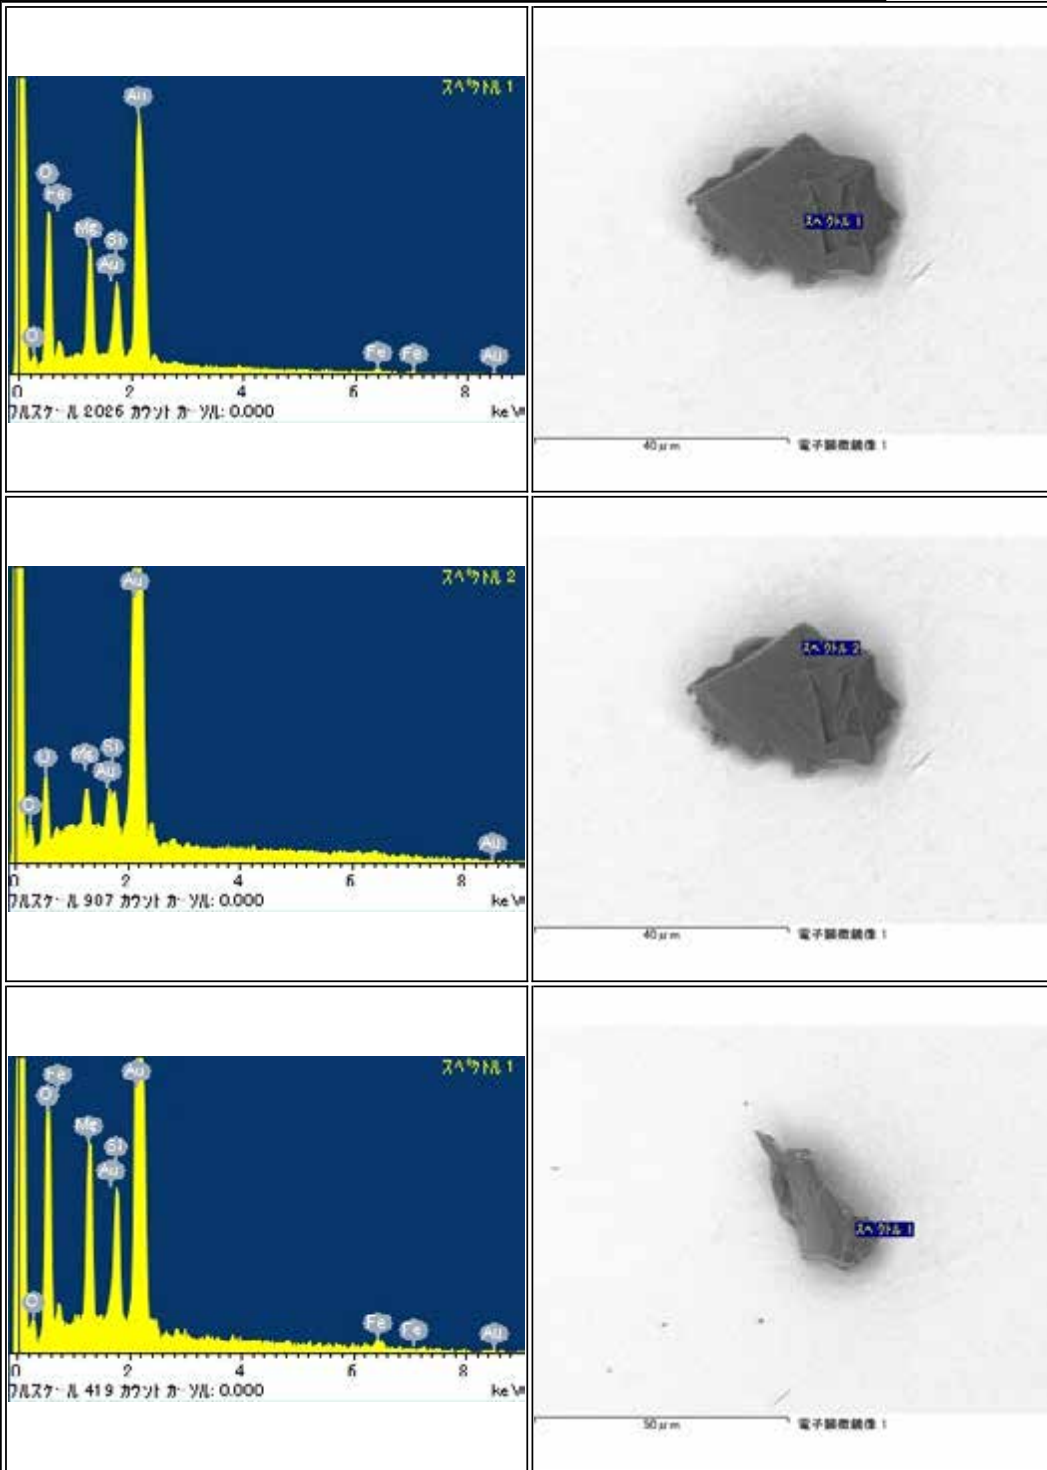 スペクトル 1
Au
O
Fe
Mg
Si
Au
Fe
Fe
Au
0
2
4
6
8
フルスケール 2026 カウント カーソル: 0.000
keV
スペクトル 1
40μm
電子顕微鏡像 1
スペクトル 2
Au
Mg
Si
Au
Au
0
2
4
6
8
フルスケール 907 カウント カーソル: 0.000
keV
スペクトル 2
40μm
電子顕微鏡像 1
スペクトル 1
Fe
Au
O
Mg
Si
Au
Fe
Fe
Au
0
2
4
6
8
フルスケール 419 カウント カーソル: 0.000
keV
スペクトル 1
50μm
電子顕微鏡像 1